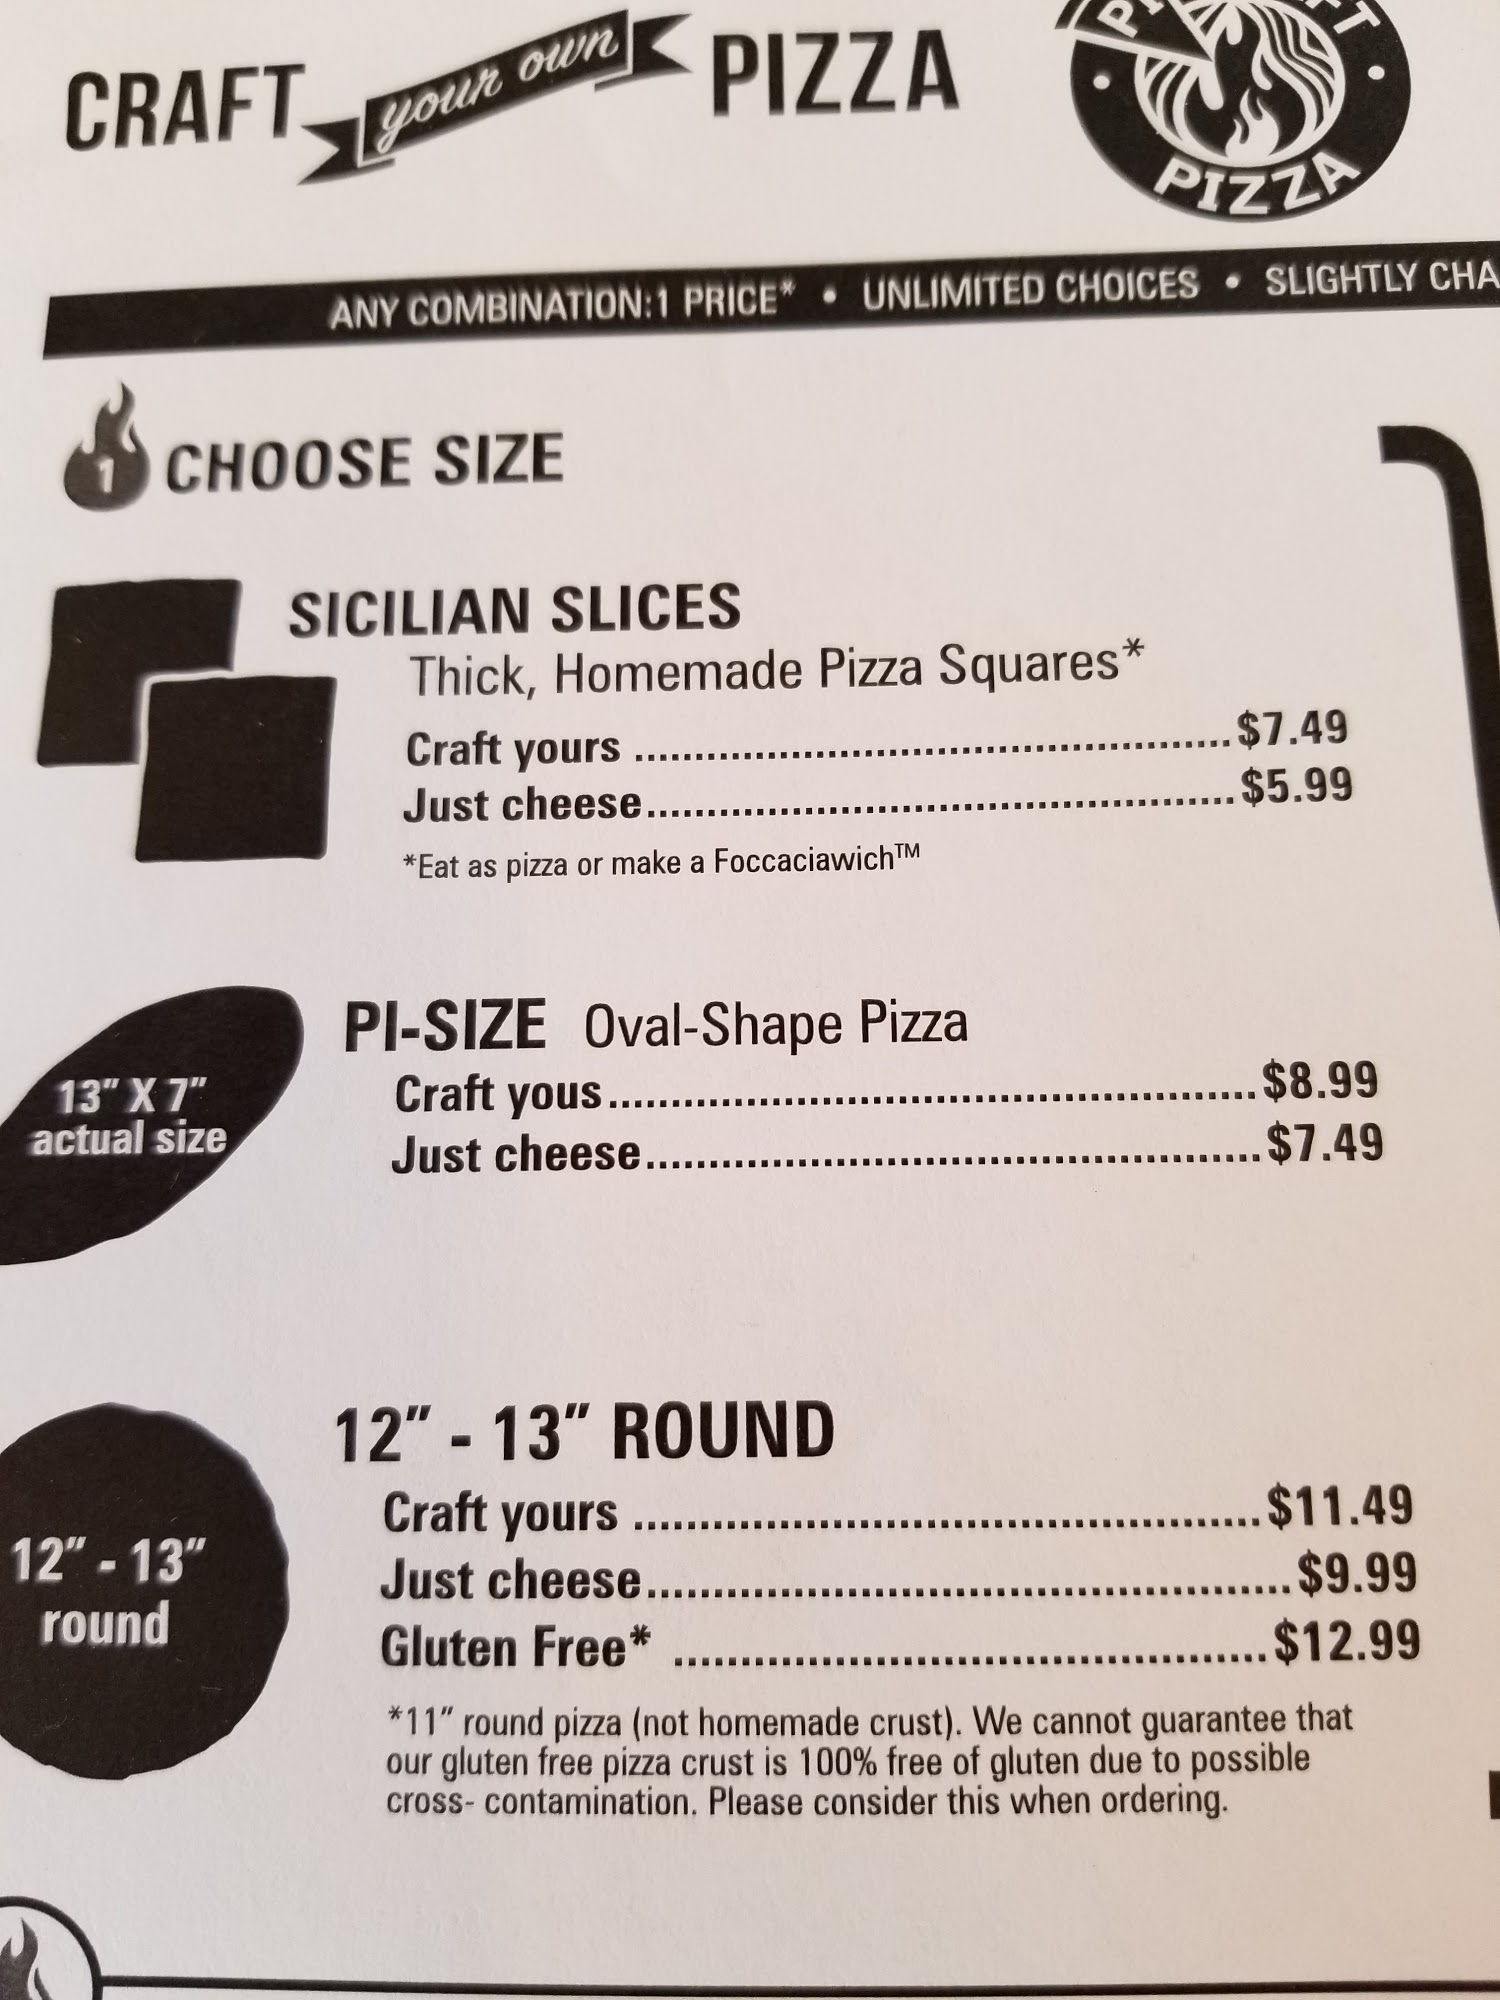 CRAFT your own PIZZA
PIZZA
ANY COMBINATION:1 PRICE* • UNLIMITED CHOICES • SLIGHTLY CHA
1 CHOOSE SIZE
SICILIAN SLICES
Thick, Homemade Pizza Squares*
Craft yours ........................................ $7.49
Just cheese........................................ $5.99
*Eat as pizza or make a Foccaciawich™
13" X 7"
actual size
PI-SIZE Oval-Shape Pizza
Craft yous........................................ $8.99
Just cheese........................................ $7.49
12" - 13"
round
12" - 13" ROUND
Craft yours ........................................ $11.49
Just cheese........................................ $9.99
Gluten Free* ........................................ $12.99
*11" round pizza (not homemade crust). We cannot guarantee that
our gluten free pizza crust is 100% free of gluten due to possible
cross- contamination. Please consider this when ordering.